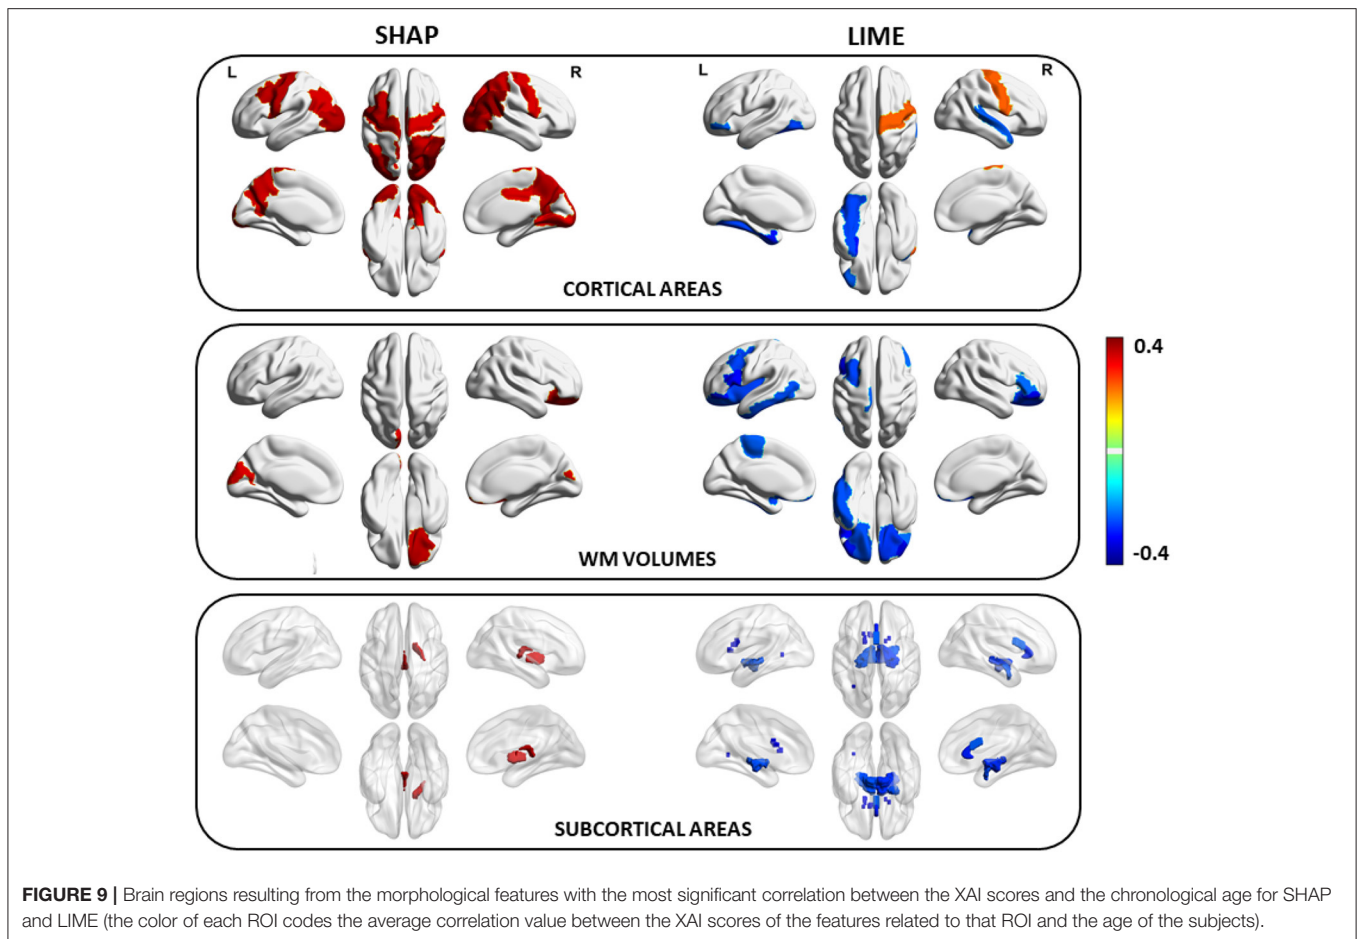 SHAP
LIME
L
R
L
R
CORTICAL AREAS
0.4
-0.4
WM VOLUMES
SUBCORTICAL AREAS
FIGURE 9 | Brain regions resulting from the morphological features with the most significant correlation between the XAI scores and the chronological age for SHAP
and LIME (the color of each ROI codes the average correlation value between the XAI scores of the features related to that ROI and the age of the subjects).